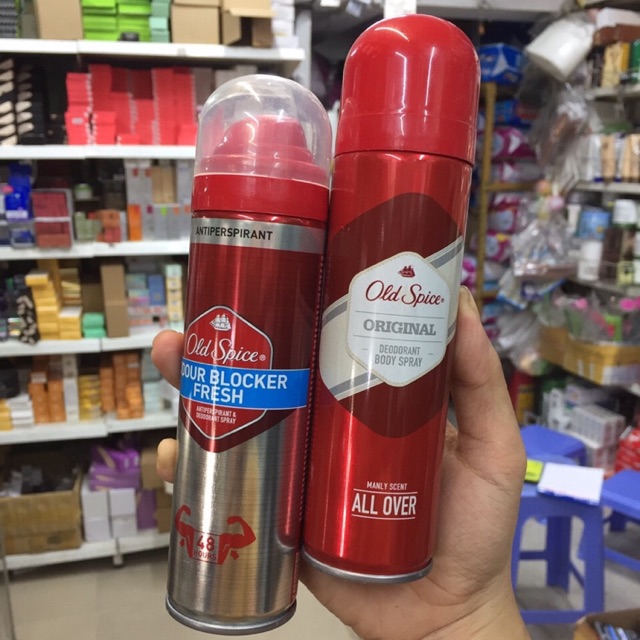 ANTIPERSPIRANT
Old Spice®
ODOUR BLOCKER
FRESH
ANTIPERSPIRANT &
DEODORANT SPRAY
48
HOURS
Old Spice®
ORIGINAL
DEODORANT
BODY SPRAY
MANLY SCENT
ALL OVER